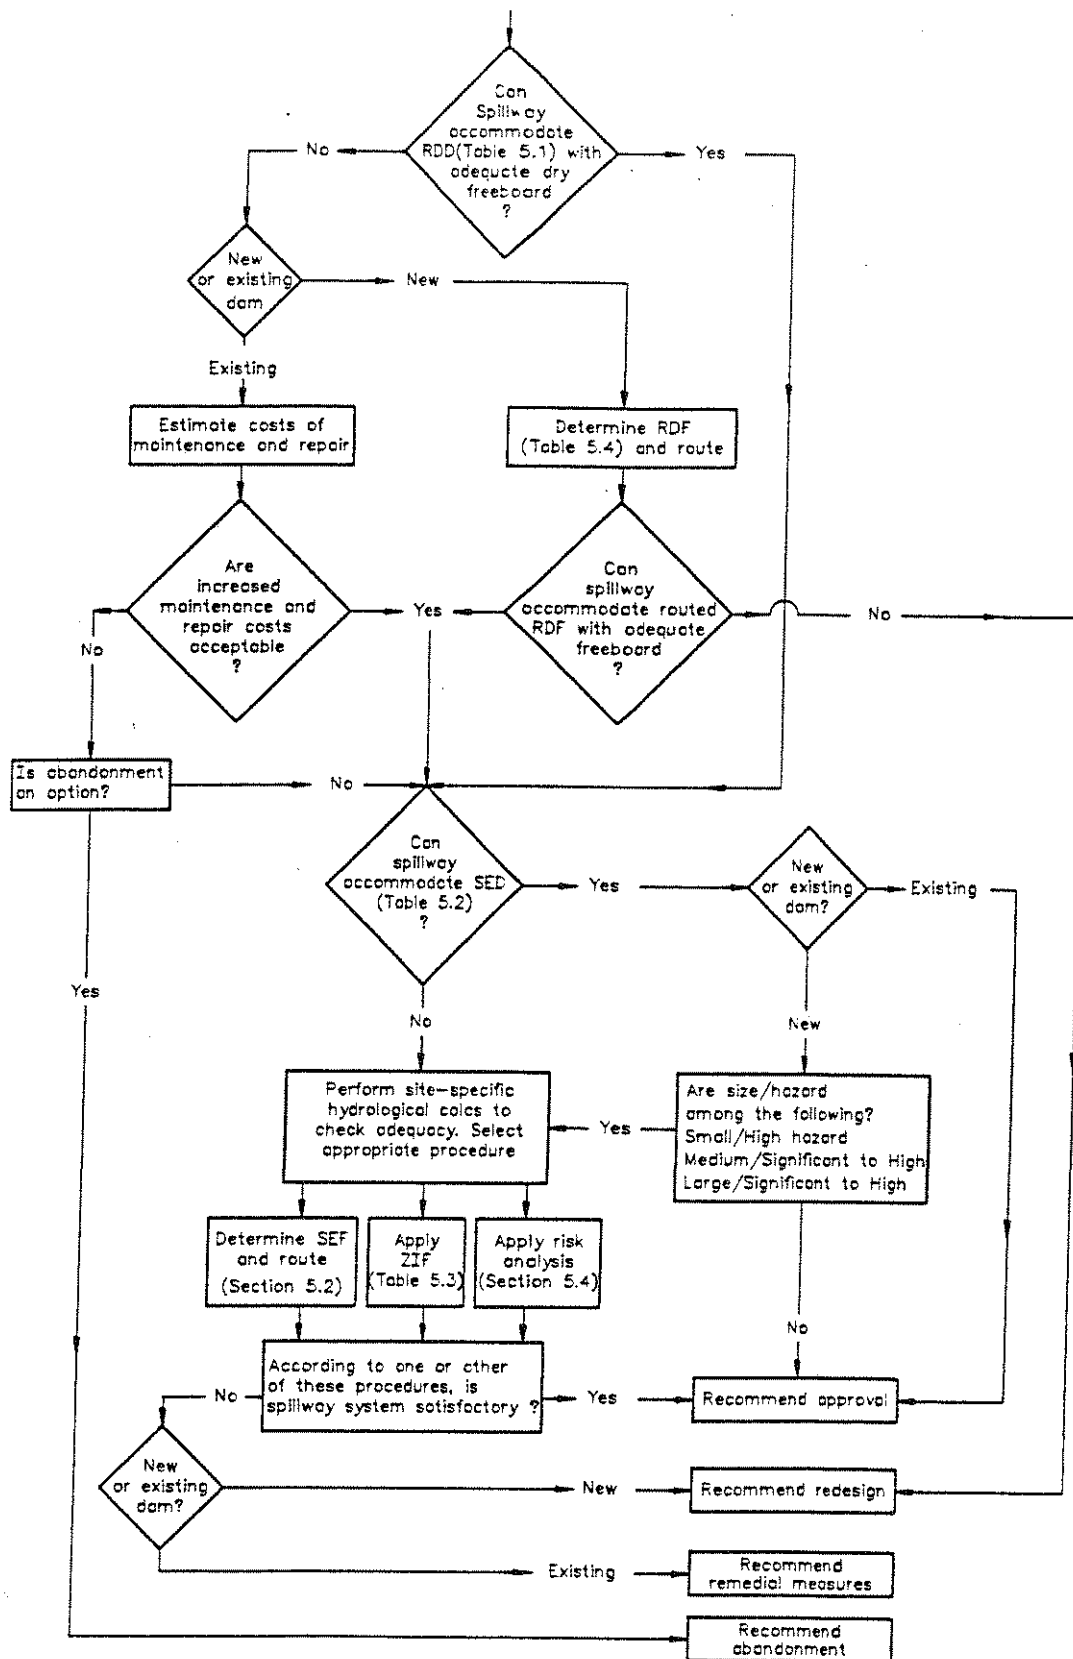 Can
Spillway
accommodate
RDD(Table 5.1) with
adequate dry
freeboard
?
No
Yes
New
or existing
dam
New
Existing
Estimate costs of
maintenance and repair
Determine RDF
(Table 5.4) and route
Are
increased
maintenance and
repair costs
acceptable
?
Yes
Can
spillway
accommodate routed
RDF with adequate
freeboard
?
No
No
Is abandonment
an option?
No
Can
spillway
accommodate SED
(Table 5.2)
?
Yes
New
or existing
dam?
Existing
Yes
No
New
Perform site-specific
hydrological calcs to
check adequacy. Select
appropriate procedure
Yes
Are size/hazard
among the following?
Small/High hazard
Medium/Significant to High
Large/Significant to High
Determine SEF
and route
(Section 5.2)
Apply
ZIF
(Table 5.3)
Apply risk
analysis
(Section 5.4)
No
According to one or other
of these procedures, is
spillway system satisfactory ?
No
Yes
Recommend approval
New
or existing
dam?
New
Recommend redesign
Existing
Recommend
remedial measures
Recommend
abandonment